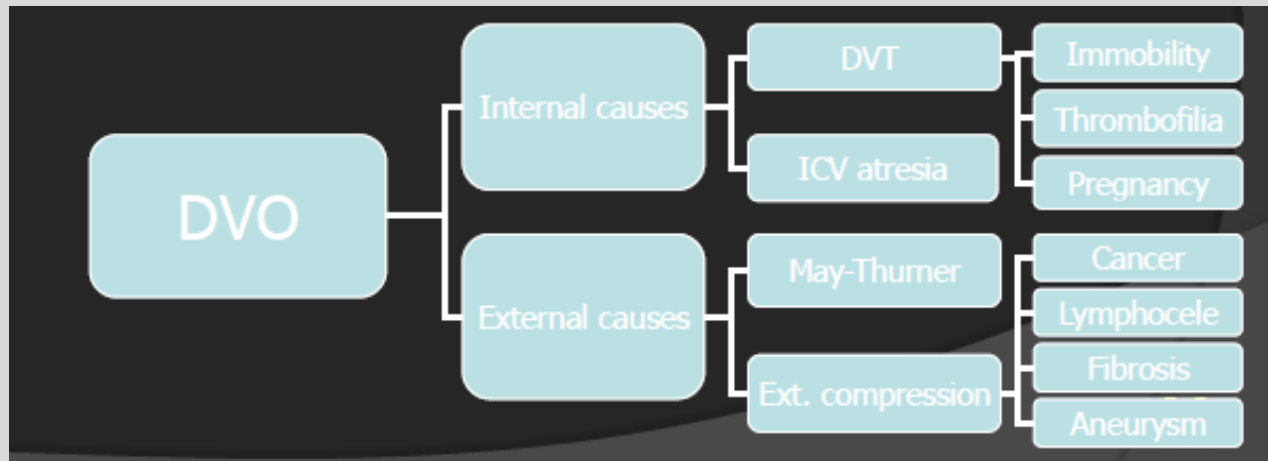 DVO
Internal causes
DVT
Immobility
Thrombofilia
Pregnancy
ICV atresia
External causes
May-Thurner
Ext. compression
Cancer
Lymphocele
Fibrosis
Aneurysm